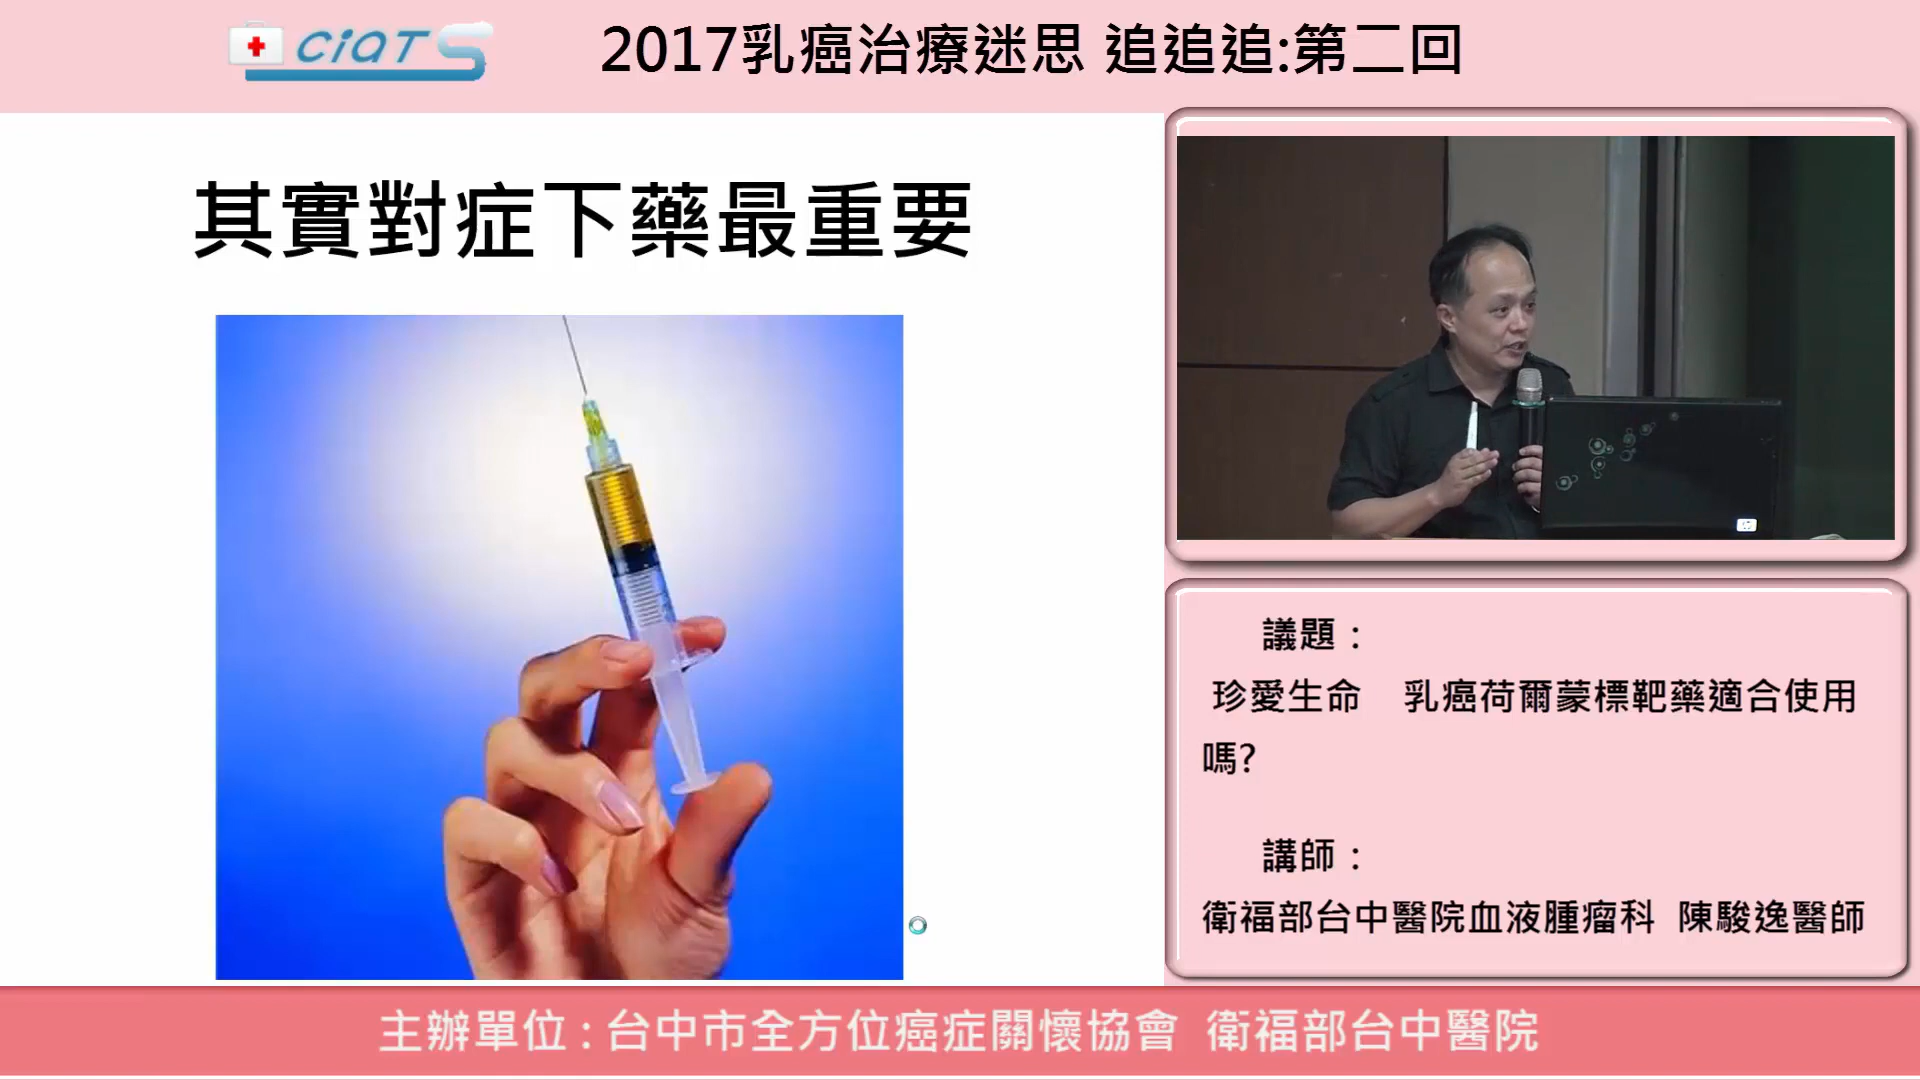 CiATS
2017乳癌治療迷思 追追追:第二回
其實對症下藥最重要
議題：
珍愛生命 乳癌荷爾蒙標靶藥適合使用
嗎?
講師：
衛福部台中醫院血液腫瘤科 陳駿逸醫師
主辦單位 : 台中市全方位癌症關懷協會 衛福部台中醫院